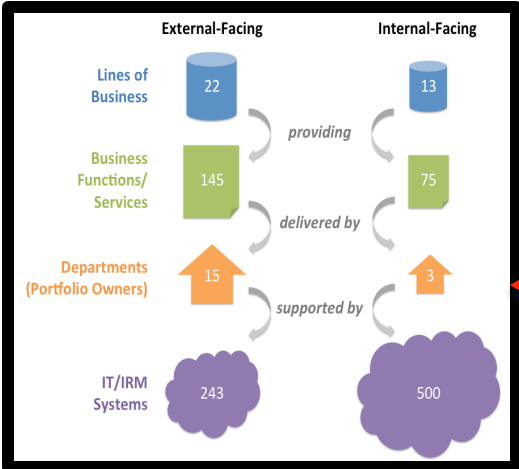 External-Facing
Internal-Facing
Lines of
Business
22
13
providing
Business
Functions/
Services
145
75
delivered by
Departments
(Portfolio Owners)
15
3
supported by
IT/IRM
Systems
243
500